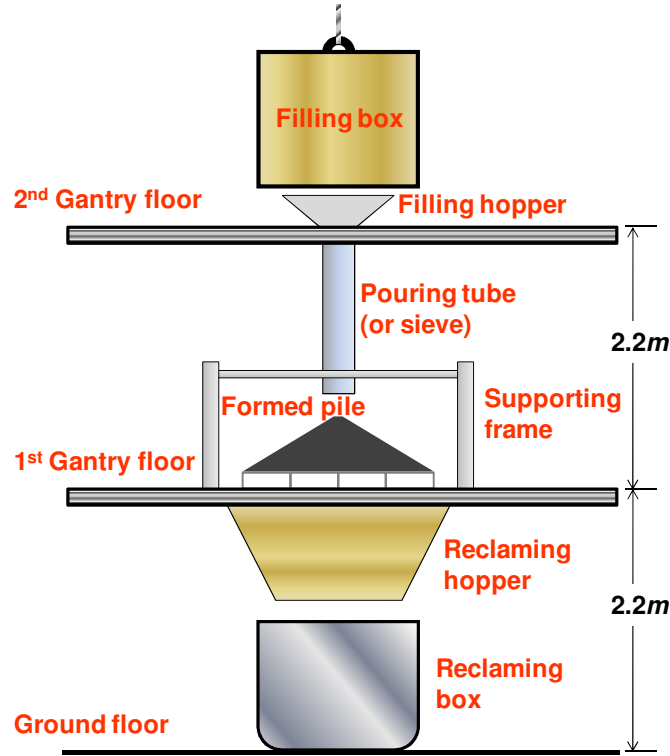 Filling box
2nd Gantry floor
Filling hopper
Pouring tube
(or sieve)
2.2m
Formed pile
Supporting
frame
1st Gantry floor
Reclaming
hopper
2.2m
Reclaming
box
Ground floor